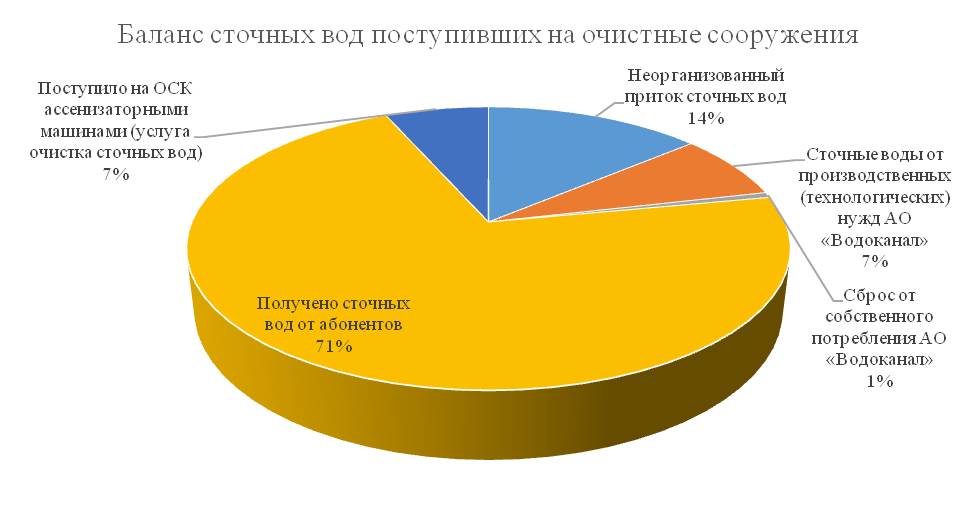 Баланс сточных вод поступивших на очистные сооружения
Поступило на ОСК
ассенизаторными
машинами (услуга
очистка сточных вод)
7%
Неорганизованный
приток сточных вод
14%
Сточные воды от
производственных
(технологических)
нужд АО
«Водоканал»
7%
Сброс от
собственного
потребления АО
«Водоканал»
1%
Получено сточных
вод от абонентов
71%